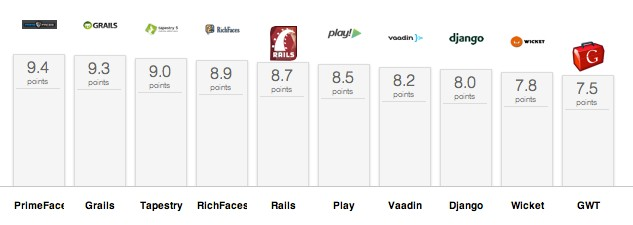 GRAILS
tapestry 5
RichFaces
RAILS
play!
vaadin
django
WICKET
G
9.4
points
9.3
points
9.0
points
8.9
points
8.7
points
8.5
points
8.2
points
8.0
points
7.8
points
7.5
points
PrimeFace
Grails
Tapestry
RichFaces
Rails
Play
Vaadin
Django
Wicket
GWT